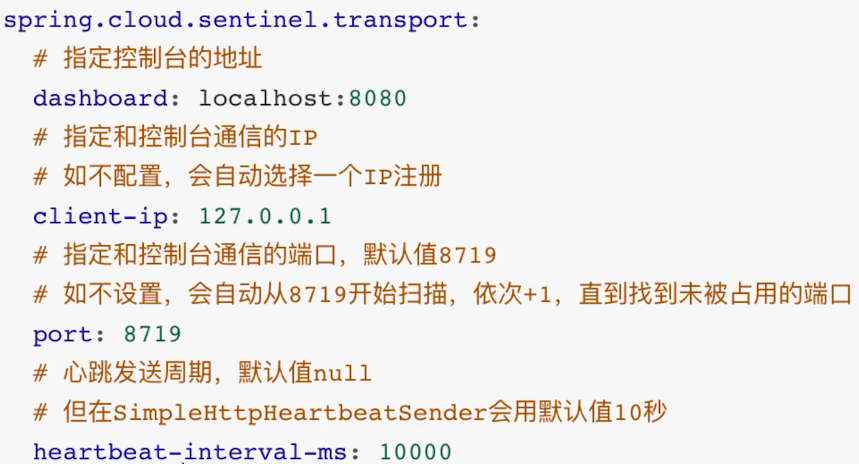 spring.cloud.sentinel.transport:
# 指定控制台的地址
dashboard: localhost:8080
# 指定和控制台通信的IP
# 如不配置，会自动选择一个IP注册
client-ip: 127.0.0.1
# 指定和控制台通信的端口，默认值8719
# 如不设置，会自动从8719开始扫描，依次+1，直到找到未被占用的端口
port: 8719
# 心跳发送周期，默认值null
# 但在SimpleHttpHeartbeatSender会用默认值10秒
heartbeat-interval-ms: 10000